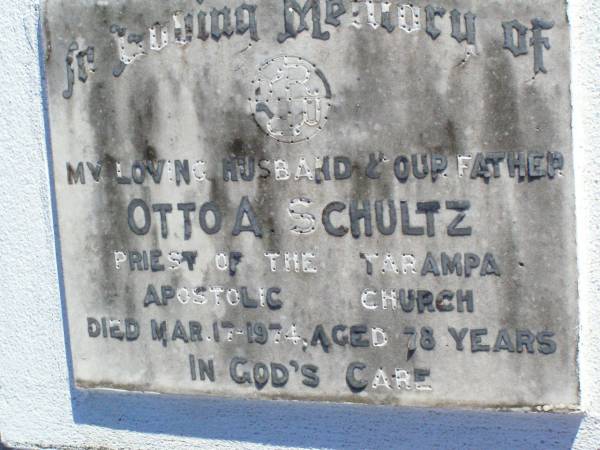 In Loving Memory of
MY LOVING HUSBAND & OUR FATHER
OTTO A. SCHULTZ
PRIEST OF THE TARAMPA
APOSTOLIC CHURCH
DIED MAR. 17-1974, AGED 78 YEARS
IN GOD'S CARE